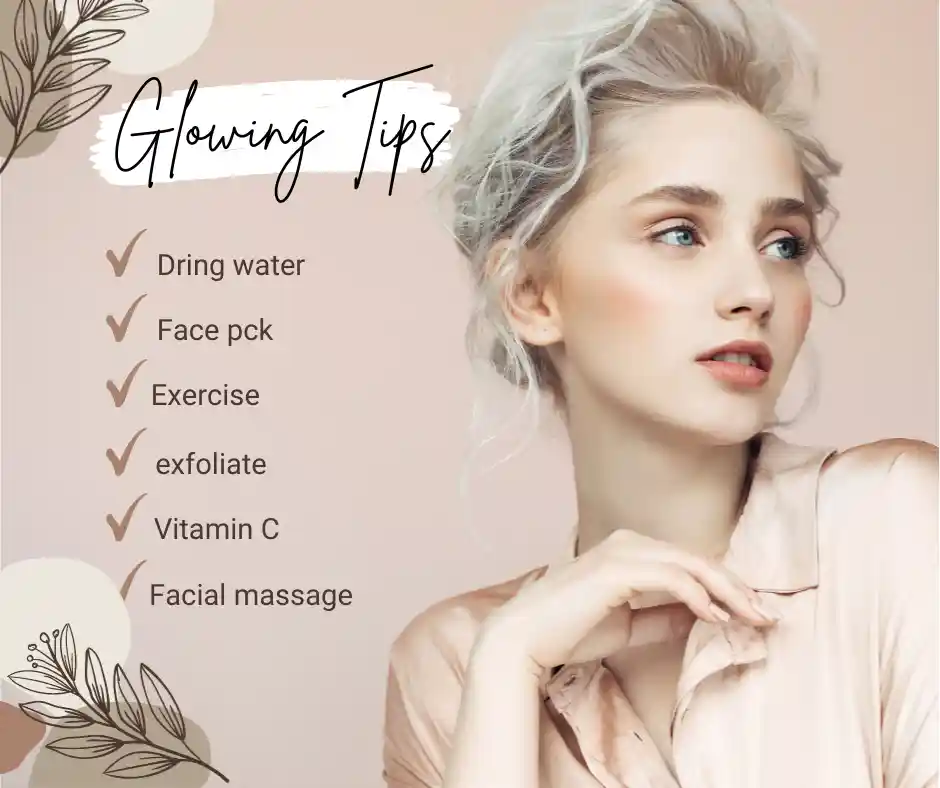 Glowing Tips
Dring water
Face pck
Exercise
exfoliate
Vitamin C
Facial massage